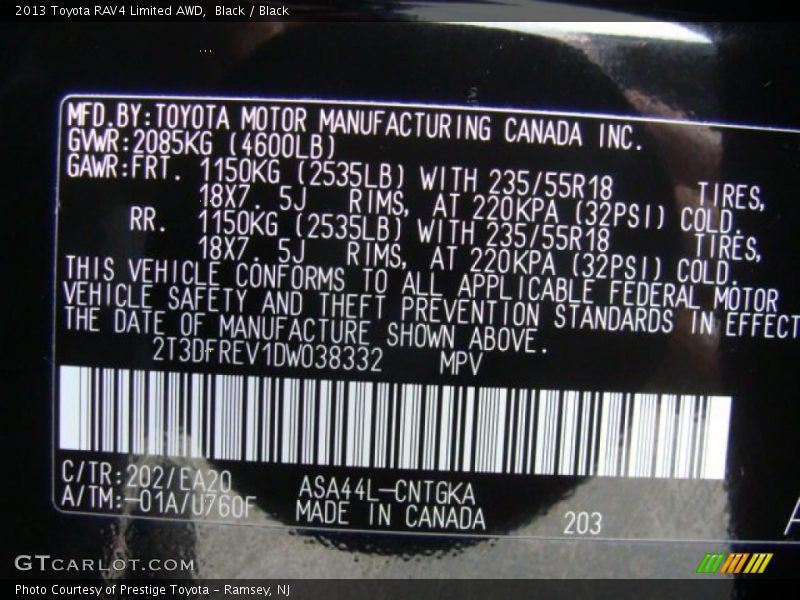 2013 Toyota RAV4 Limited AWD,  Black / Black
MFD.BY:TOYOTA MOTOR MANUFACTURING CANADA INC.
GVWR:2085KG (4600LB)
GAWR:FRT. 1150KG (2535LB) WITH 235/55R18 TIRES,
18X7. 5J RIMS, AT 220KPA (32PSI) COLD.
RR. 1150KG (2535LB) WITH 235/55R18 TIRES,
18X7. 5J RIMS, AT 220KPA (32PSI) COLD.
THIS VEHICLE CONFORMS TO ALL APPLICABLE FEDERAL MOTOR
VEHICLE SAFETY AND THEFT PREVENTION STANDARDS IN EFFECT
THE DATE OF MANUFACTURE SHOWN ABOVE.
2T3DFREV1DW038332 MPV
C/TR:202/EA20 ASA44L-CNTGKA
A/TM:-01A/U760F MADE IN CANADA 203
GTCARLOT.COM
Photo Courtesy of Prestige Toyota - Ramsey, NJ